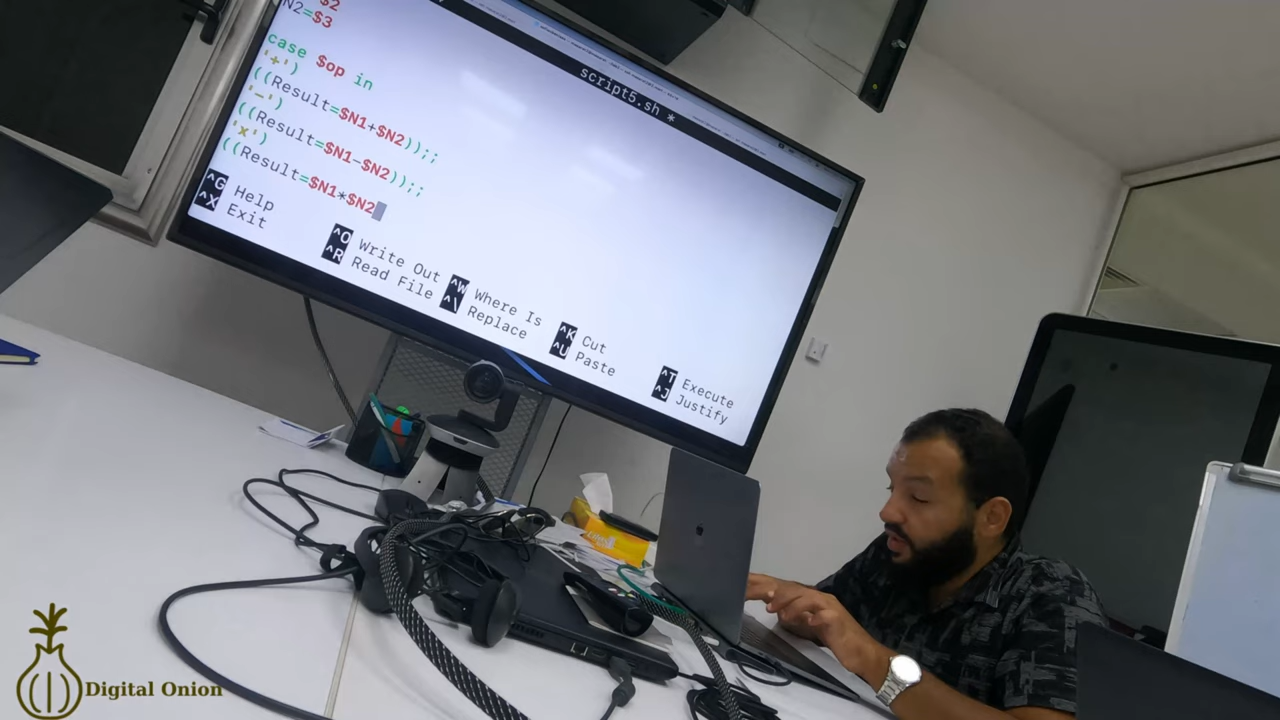 script5.sh *
$2
N2=$3
case $op in
'+')
((Result=$N1+$N2));;
'-')
((Result=$N1-$N2));;
'x')
((Result=$N1*$N2
^G Help
^X Exit
^O Write Out
^R Read File
^W Where Is
^\ Replace
^K Cut
^U Paste
^T Execute
^J Justify
Digital Onion